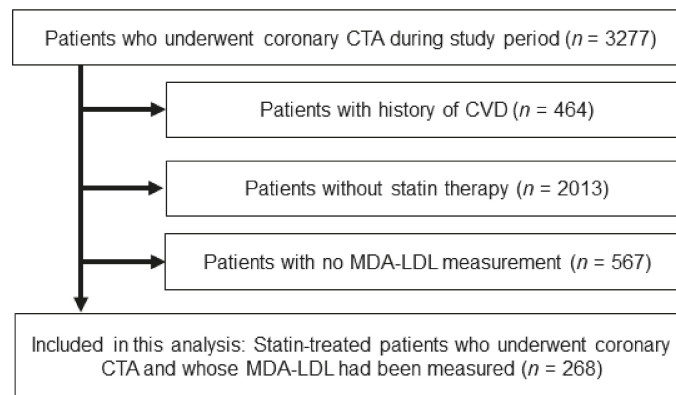 Patients who underwent coronary CTA during study period (n = 3277)
Patients with history of CVD (n = 464)
Patients without statin therapy (n = 2013)
Patients with no MDA-LDL measurement (n = 567)
Included in this analysis: Statin-treated patients who underwent coronary
CTA and whose MDA-LDL had been measured (n = 268)